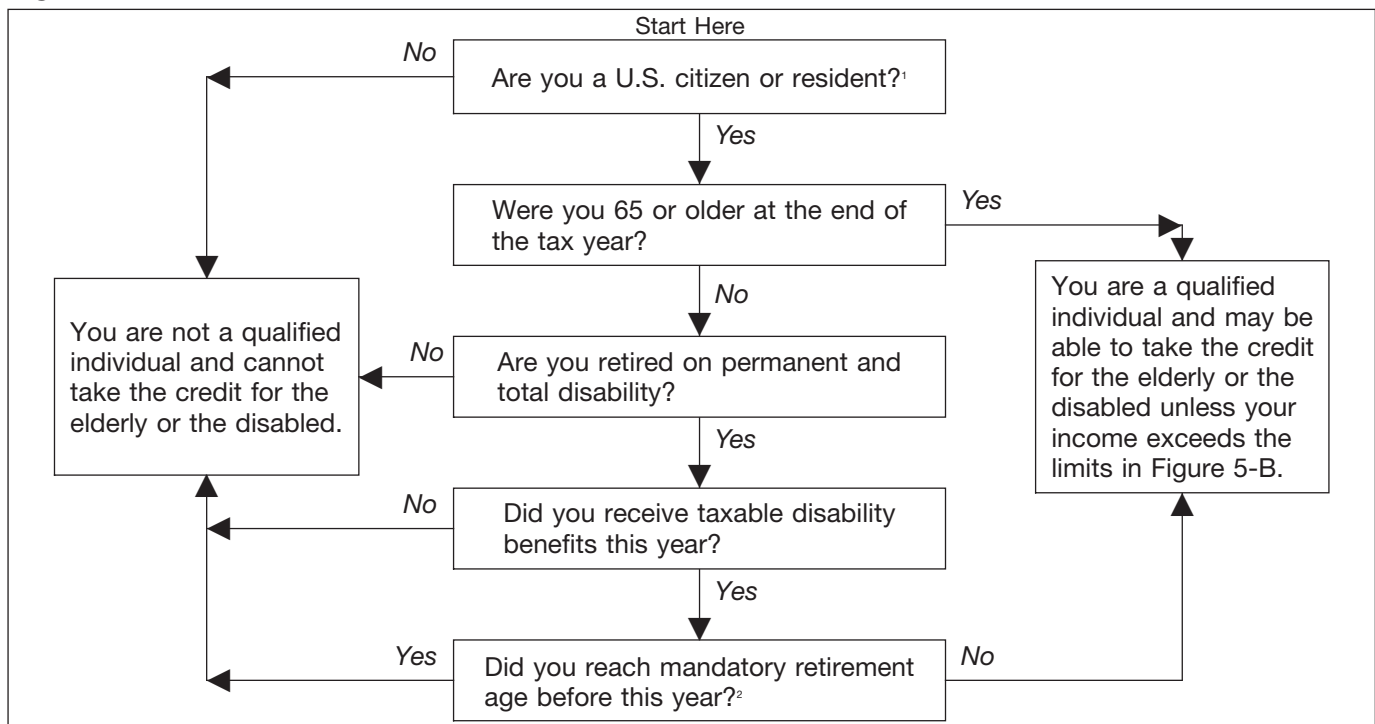 Start Here
No
Are you a U.S. citizen or resident?¹
Yes
Were you 65 or older at the end of
the tax year?
Yes
No
You are not a qualified
individual and cannot
take the credit for the
elderly or the disabled.
No
Are you retired on permanent and
total disability?
You are a qualified
individual and may be
able to take the credit
for the elderly or the
disabled unless your
income exceeds the
limits in Figure 5-B.
Yes
No
Did you receive taxable disability
benefits this year?
Yes
Yes
Did you reach mandatory retirement
age before this year?²
No